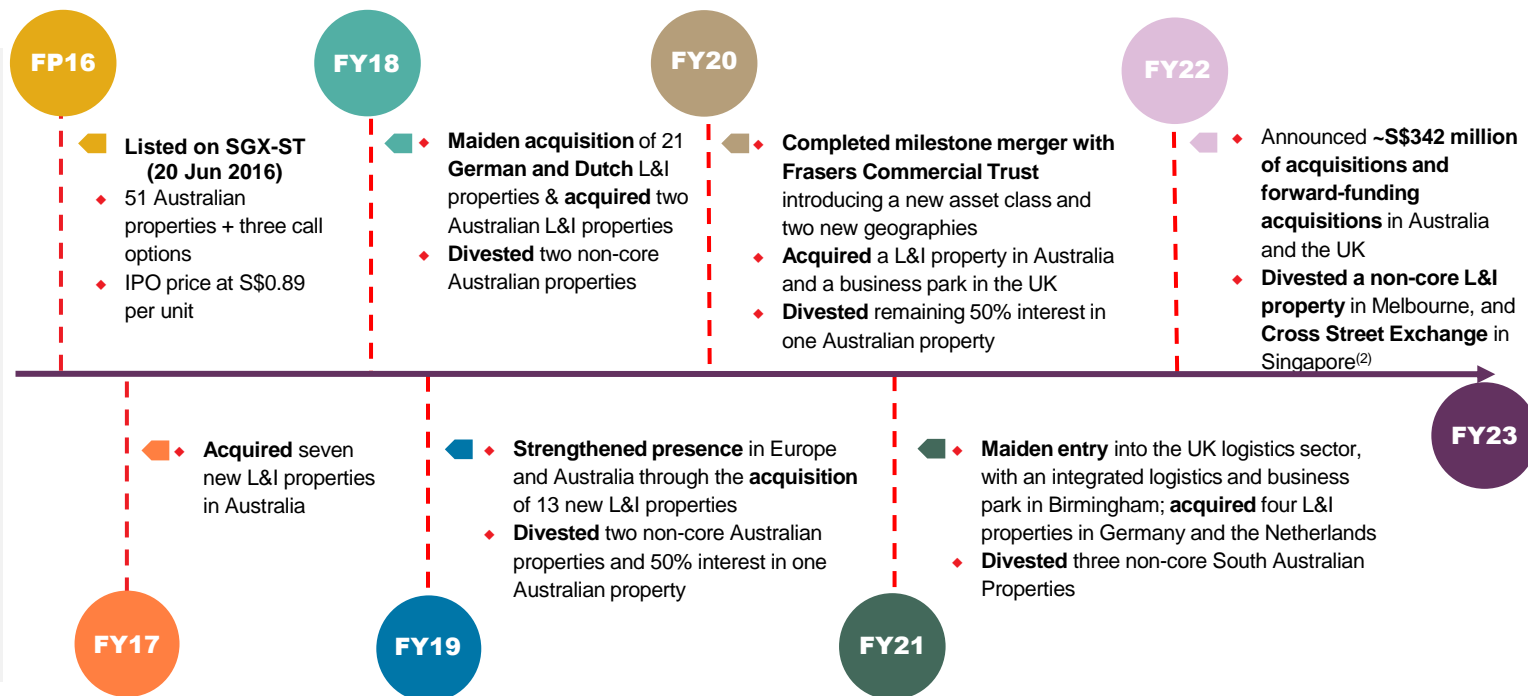 FP16
Listed on SGX-ST
(20 Jun 2016)
51 Australian
properties + three call
options
IPO price at S$0.89
per unit
FY18
Maiden acquisition of 21
German and Dutch L&I
properties & acquired two
Australian L&I properties
Divested two non-core
Australian properties
FY20
Completed milestone merger with
Frasers Commercial Trust
introducing a new asset class and
two new geographies
Acquired a L&I property in Australia
and a business park in the UK
Divested remaining 50% interest in
one Australian property
FY22
Announced ~S$342 million
of acquisitions and
forward-funding
acquisitions in Australia
and the UK
Divested a non-core L&I
property in Melbourne, and
Cross Street Exchange in
Singapore(2)
Acquired seven
new L&I properties
in Australia
FY17
Strengthened presence in Europe
and Australia through the acquisition
of 13 new L&I properties
Divested two non-core Australian
properties and 50% interest in one
Australian property
FY19
Maiden entry into the UK logistics sector,
with an integrated logistics and business
park in Birmingham; acquired four L&I
properties in Germany and the Netherlands
Divested three non-core South Australian
Properties
FY21
FY23